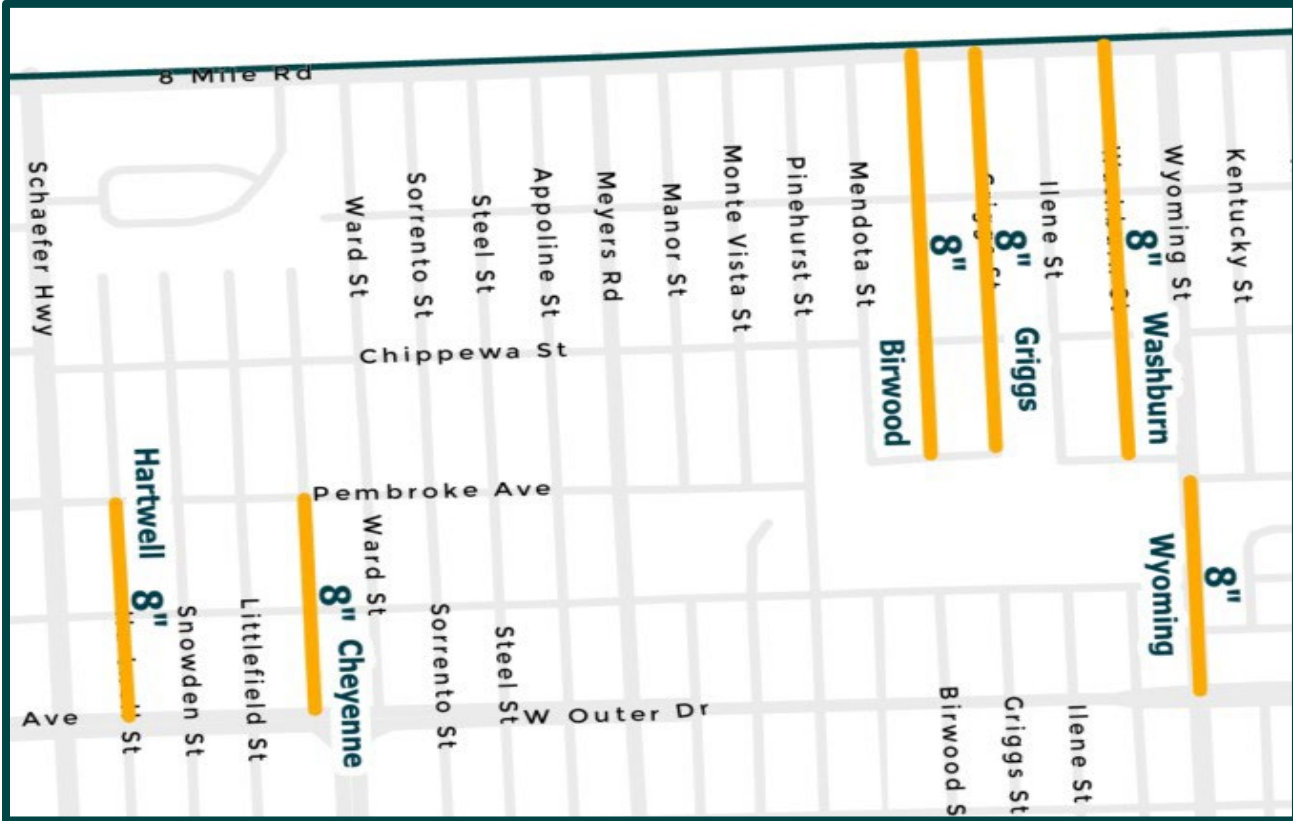 8 Mile Rd
Schaefer Hwy
Ward St
Sorrento St
Steel St
Appoline St
Meyers Rd
Manor St
Monte Vista St
Pinehurst St
Mendota St
Birwood
8"
Griggs St
8"
Griggs
Ilene St
8"
Washburn
Wyoming St
Kentucky St
Chippewa St
Pembroke Ave
Hartwell
8"
St
Snowden St
Littlefield St
8"
Cheyenne
Ward St
Sorrento St
Steel St
Wyoming
8"
Ave
W Outer Dr
Birwood S
Griggs St
Ilene St